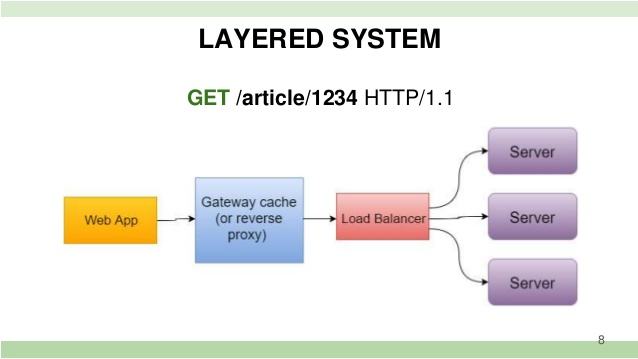 LAYERED SYSTEM
GET /article/1234 HTTP/1.1
Web App
Gateway cache
(or reverse
proxy)
Load Balancer
Server
Server
Server
8